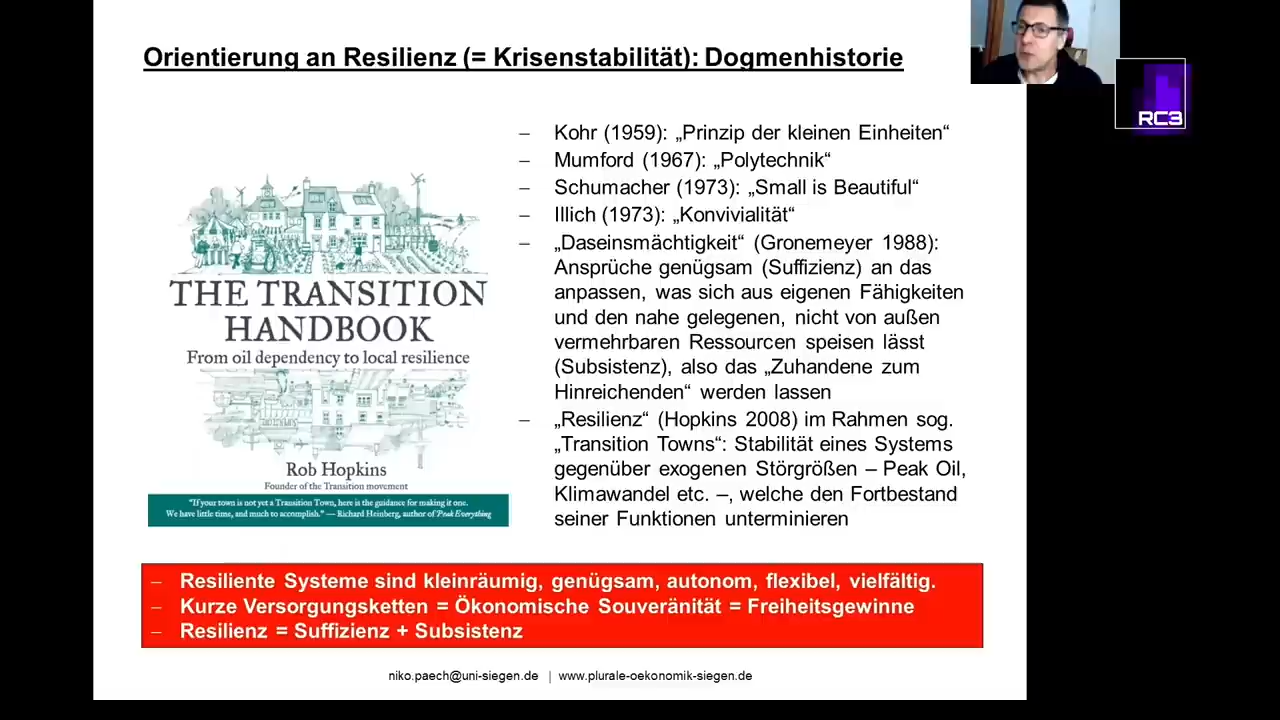 Orientierung an Resilienz (= Krisenstabilität): Dogmenhistorie
RC3
– Kohr (1959): „Prinzip der kleinen Einheiten“
– Mumford (1967): „Polytechnik“
– Schumacher (1973): „Small is Beautiful“
– Illich (1973): „Konvivialität“
– „Daseinsmächtigkeit“ (Gronemeyer 1988):
Ansprüche genügsam (Suffizienz) an das
anpassen, was sich aus eigenen Fähigkeiten
und den nahe gelegenen, nicht von außen
vermehrbaren Ressourcen speisen lässt
(Subsistenz), also das „Zuhandene zum
Hinreichenden“ werden lassen
– „Resilienz“ (Hopkins 2008) im Rahmen sog.
„Transition Towns“: Stabilität eines Systems
gegenüber exogenen Störgrößen – Peak Oil,
Klimawandel etc. –, welche den Fortbestand
seiner Funktionen unterminieren
THE TRANSITION
HANDBOOK
From oil dependency to local resilience
Rob Hopkins
Founder of the Transition movement
“If your town is not yet a Transition Town, here is the guidance for making it one.
We have little time, and much to accomplish.” — Richard Heinberg, author of Peak Everything
– Resiliente Systeme sind kleinräumig, genügsam, autonom, flexibel, vielfältig.
– Kurze Versorgungsketten = Ökonomische Souveränität = Freiheitsgewinne
– Resilienz = Suffizienz + Subsistenz
niko.paech@uni-siegen.de | www.plurale-oekonomik-siegen.de